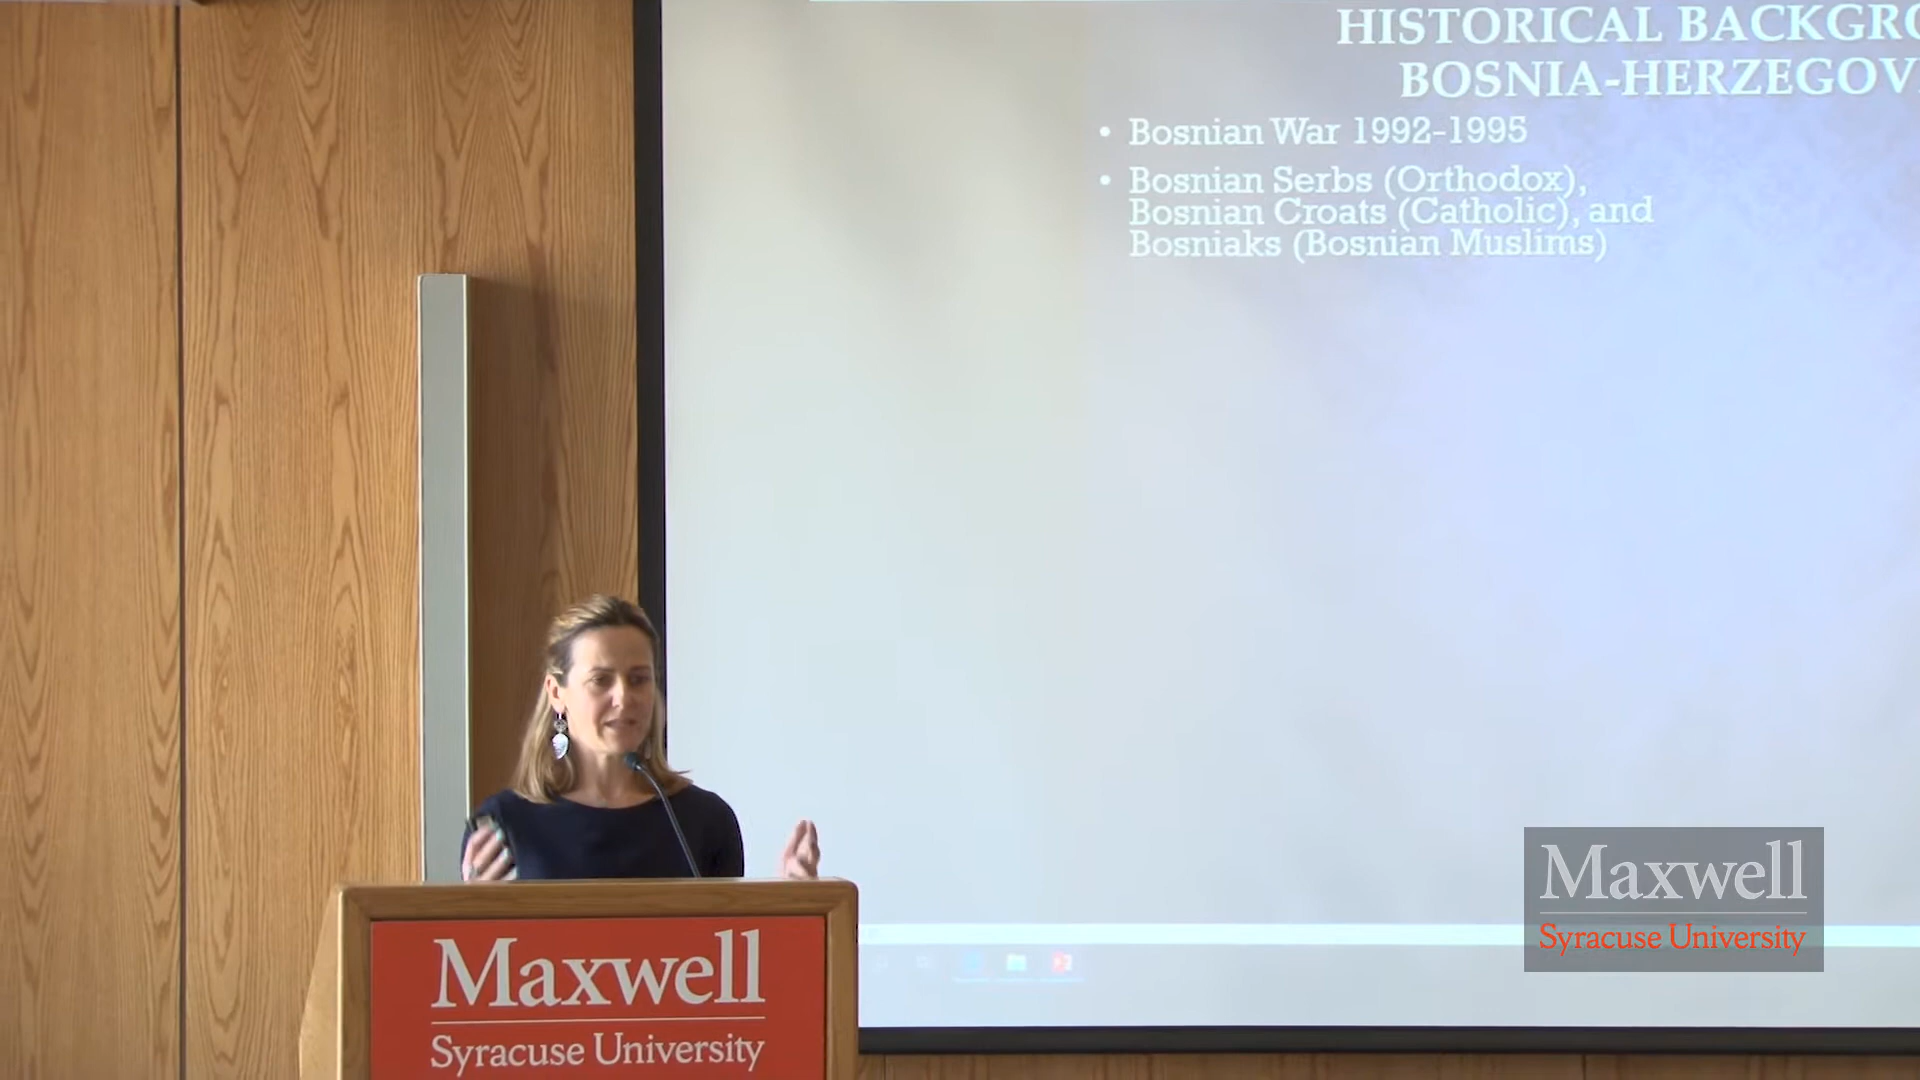 HISTORICAL BACKGRO
BOSNIA-HERZEGOV
• Bosnian War 1992-1995
• Bosnian Serbs (Orthodox),
Bosnian Croats (Catholic), and
Bosniaks (Bosnian Muslims)
Maxwell
Syracuse University
Maxwell
Syracuse University